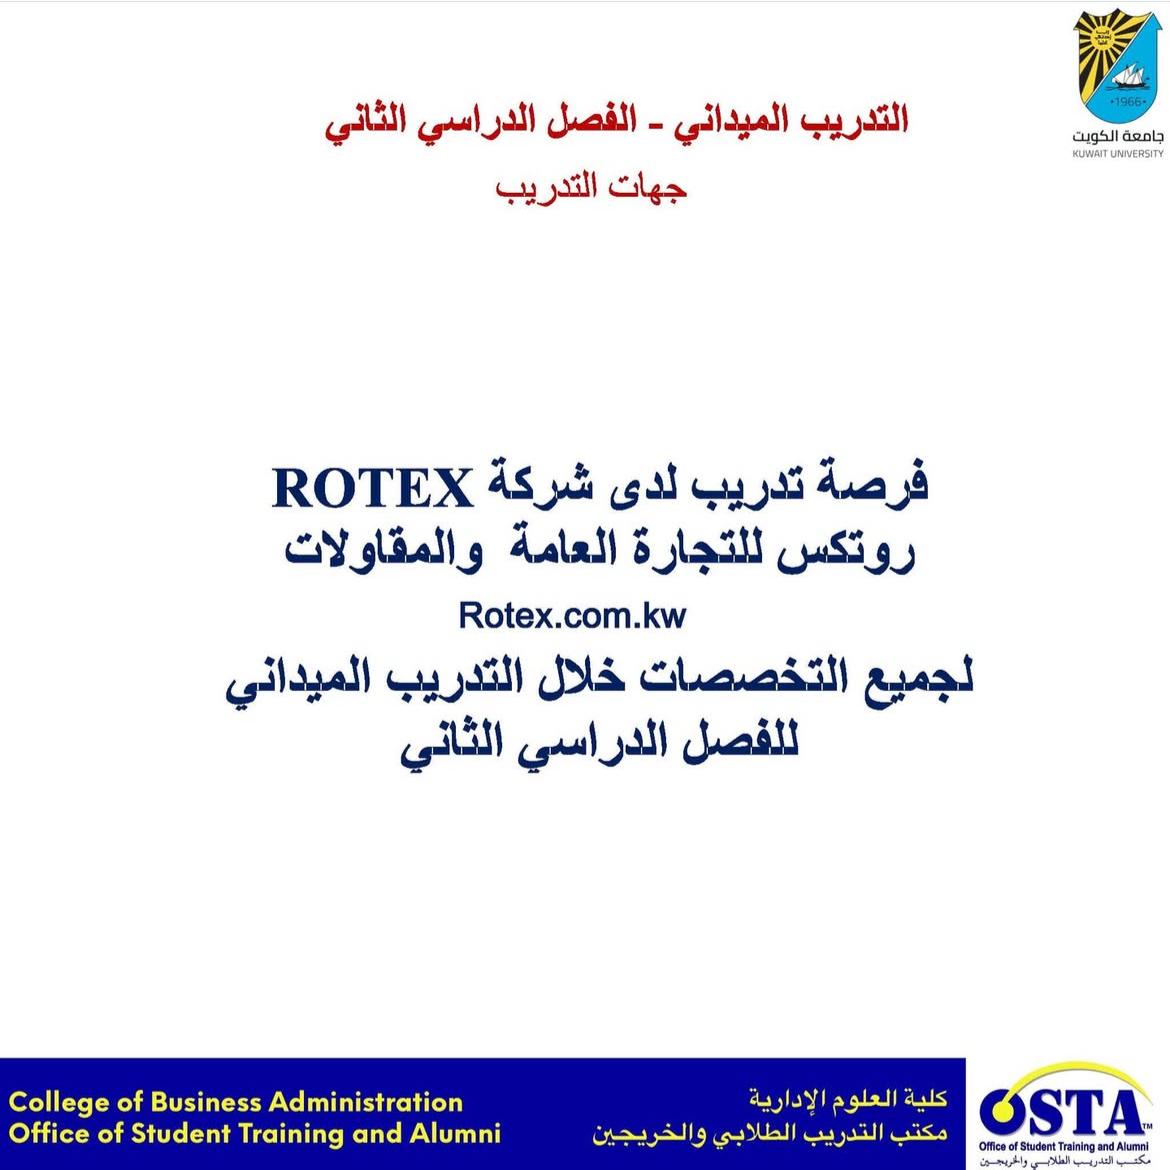 جامعة الكويت
KUWAIT UNIVERSITY
•1966•
التدريب الميداني - الفصل الدراسي الثاني
جهات التدريب
فرصة تدريب لدى شركة ROTEX
روتكس للتجارة العامة والمقاولات
Rotex.com.kw
لجميع التخصصات خلال التدريب الميداني
للفصل الدراسي الثاني
College of Business Administration
Office of Student Training and Alumni
كلية العلوم الإدارية
مكتب التدريب الطلابي والخريجين
OSTA™
Office of Student Training and Alumni
مكتب التدريب الطلابي والخريجين